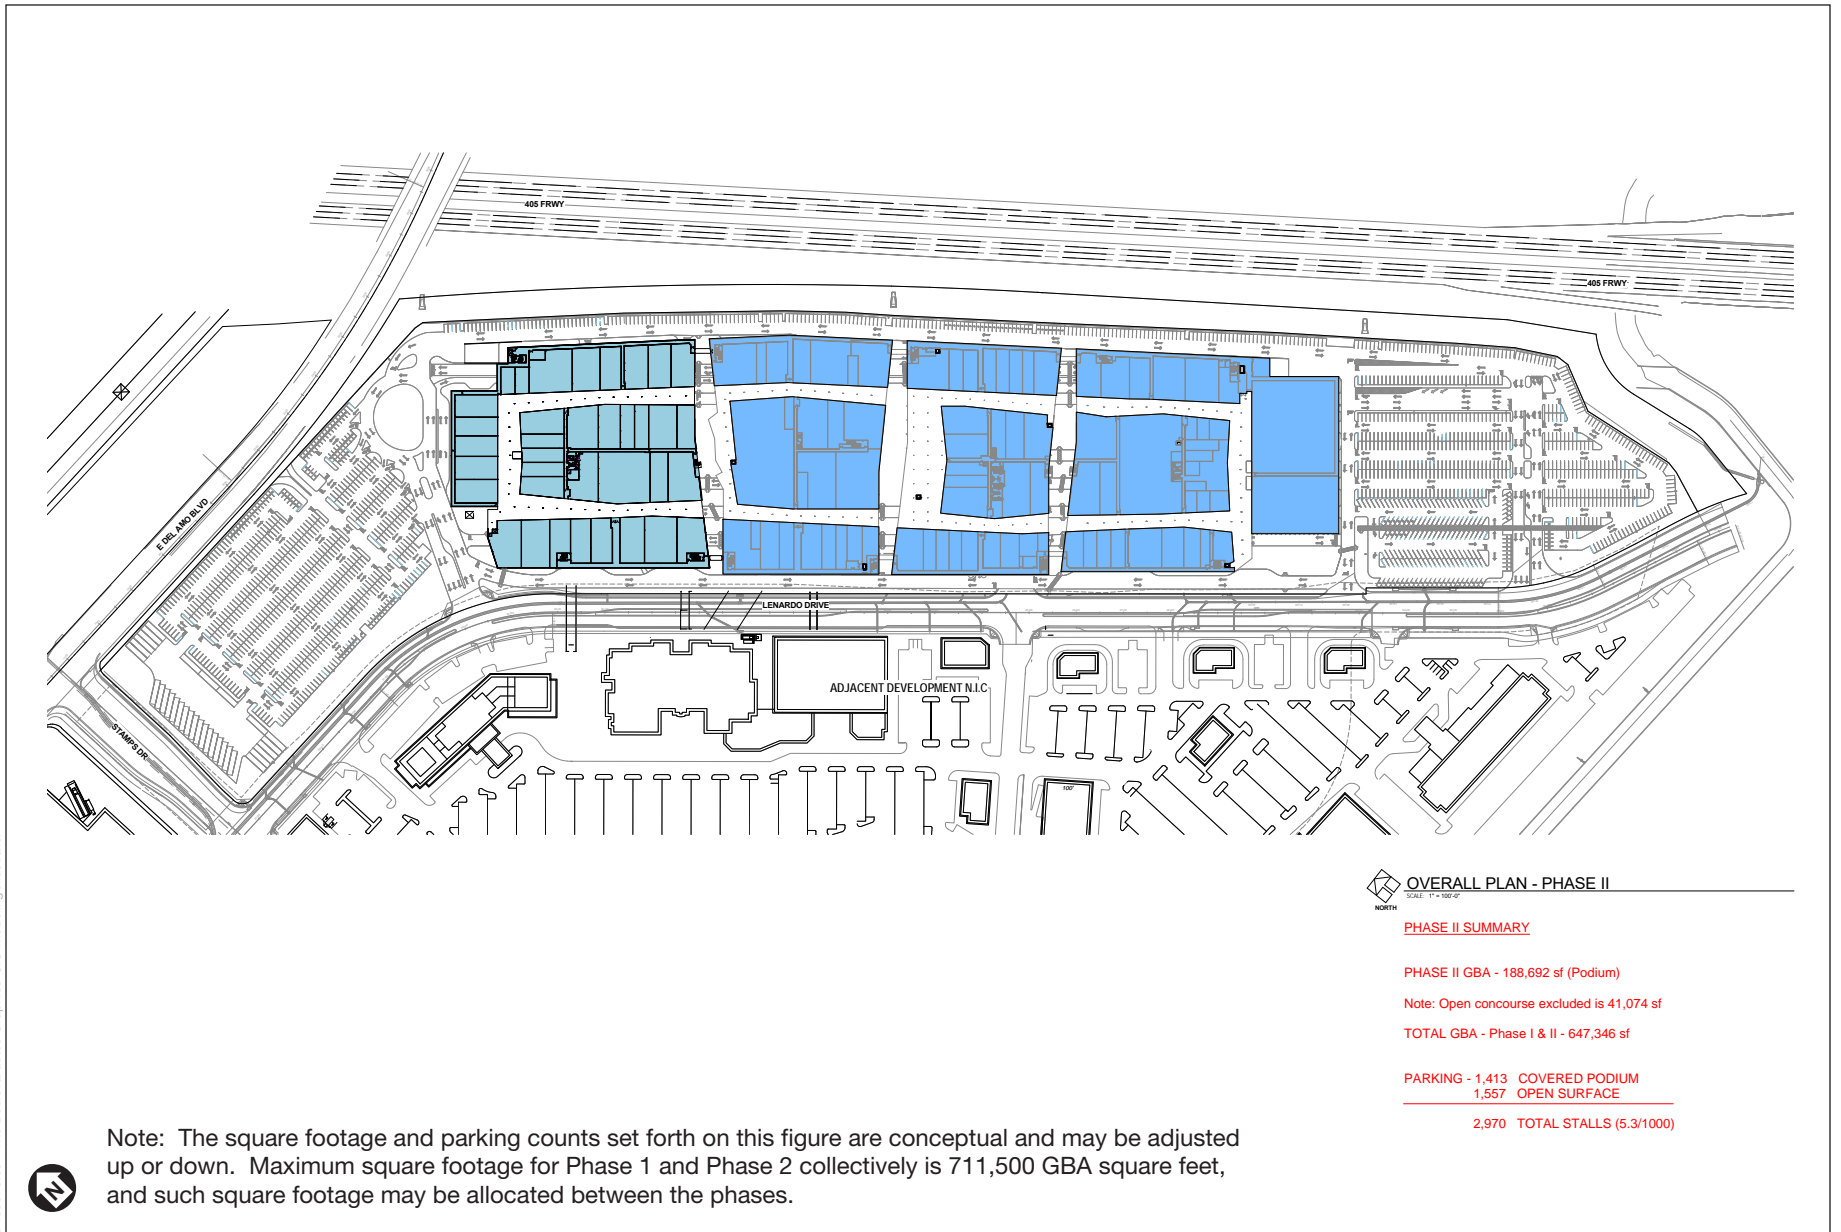 405 FRWY
405 FRWY
E DEL AMO BLVD
LENARDO DRIVE
ADJACENT DEVELOPMENT N.I.C
STAMPS DR.
100'
OVERALL PLAN - PHASE II
SCALE: 1" = 100'-0"
NORTH
PHASE II SUMMARY
PHASE II GBA - 188,692 sf (Podium)
Note: Open concourse excluded is 41,074 sf
TOTAL GBA - Phase I & II - 647,346 sf
PARKING - 1,413 COVERED PODIUM
1,557 OPEN SURFACE
2,970 TOTAL STALLS (5.3/1000)
Note: The square footage and parking counts set forth on this figure are conceptual and may be adjusted
up or down. Maximum square footage for Phase 1 and Phase 2 collectively is 711,500 GBA square feet,
and such square footage may be allocated between the phases.
N